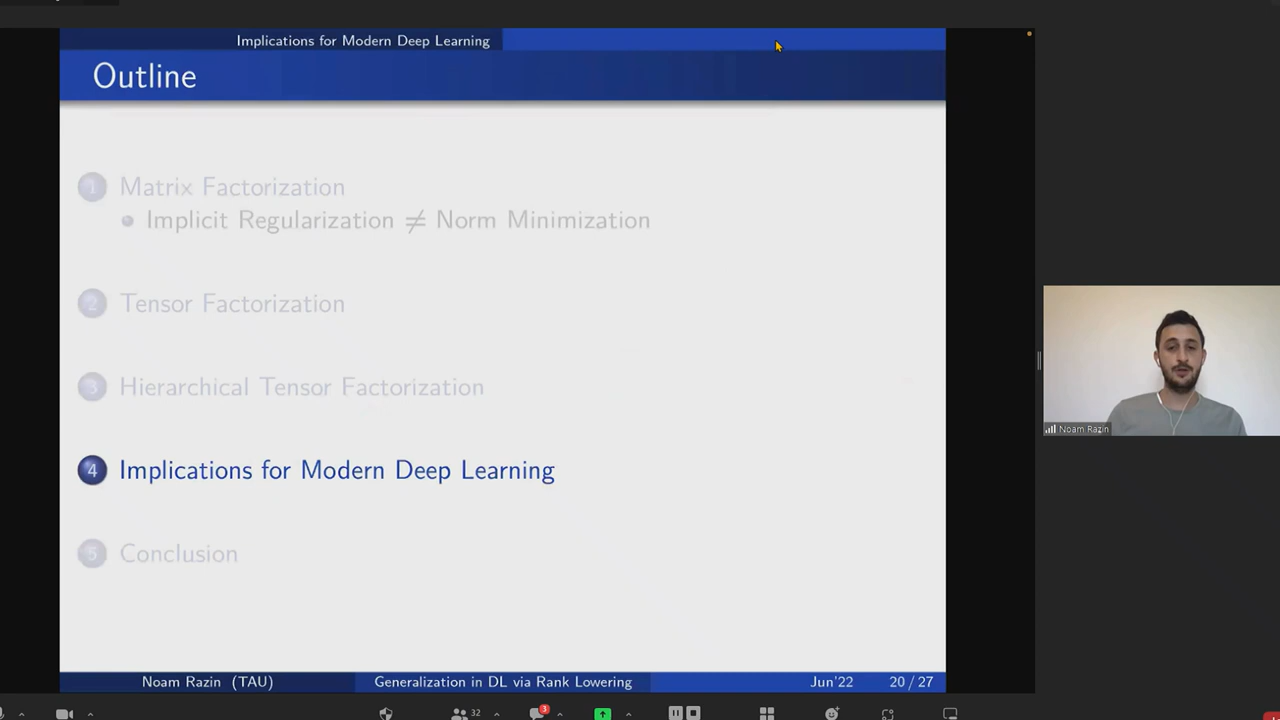 Implications for Modern Deep Learning
Outline
1 Matrix Factorization
Implicit Regularization ≠ Norm Minimization
2 Tensor Factorization
3 Hierarchical Tensor Factorization
4 Implications for Modern Deep Learning
5 Conclusion
Noam Razin (TAU) Generalization in DL via Rank Lowering Jun'22 20 / 27
Noam Razin
32
3